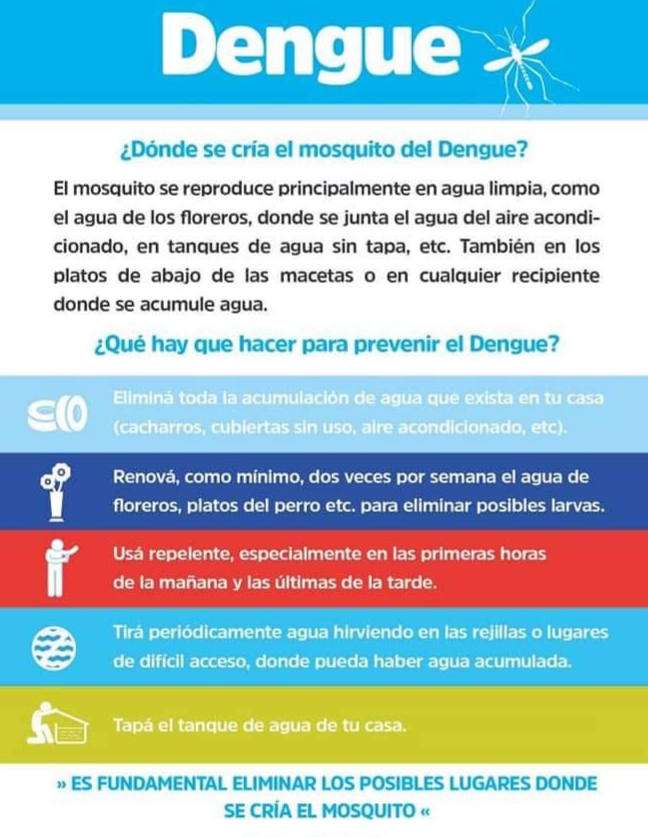 Dengue
¿Dónde se cría el mosquito del Dengue?
El mosquito se reproduce principalmente en agua limpia, como
el agua de los floreros, donde se junta el agua del aire acondi-
cionado, en tanques de agua sin tapa, etc. También en los
platos de abajo de las macetas o en cualquier recipiente
donde se acumule agua.
¿Qué hay que hacer para prevenir el Dengue?
Eliminá toda la acumulación de agua que exista en tu casa
(cacharros, cubiertas sin uso, aire acondicionado, etc).
Renová, como mínimo, dos veces por semana el agua de
floreros, platos del perro etc. para eliminar posibles larvas.
Usá repelente, especialmente en las primeras horas
de la mañana y las últimas de la tarde.
Tirá periódicamente agua hirviendo en las rejillas o lugares
de difícil acceso, donde pueda haber agua acumulada.
Tapá el tanque de agua de tu casa.
» ES FUNDAMENTAL ELIMINAR LOS POSIBLES LUGARES DONDE
SE CRÍA EL MOSQUITO «